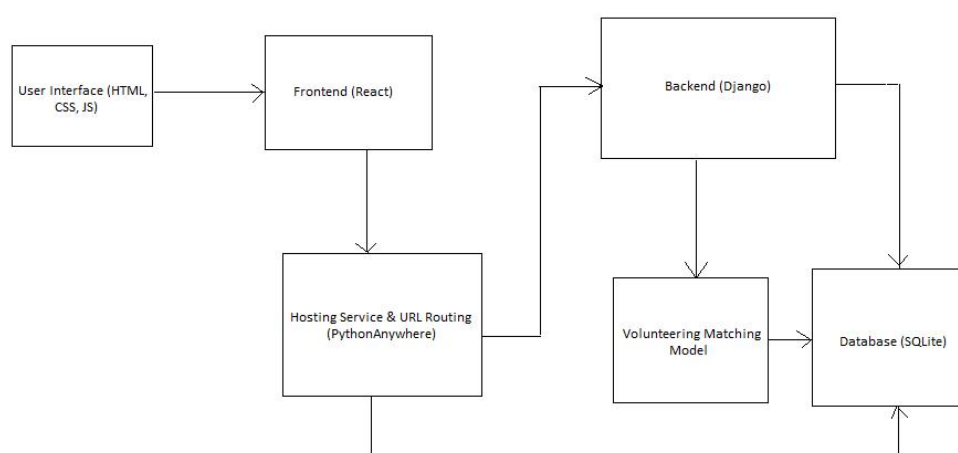 User Interface (HTML,
CSS, JS)
Frontend (React)
Backend (Django)
Hosting Service & URL Routing
(PythonAnywhere)
Volunteering Matching
Model
Database (SQLite)